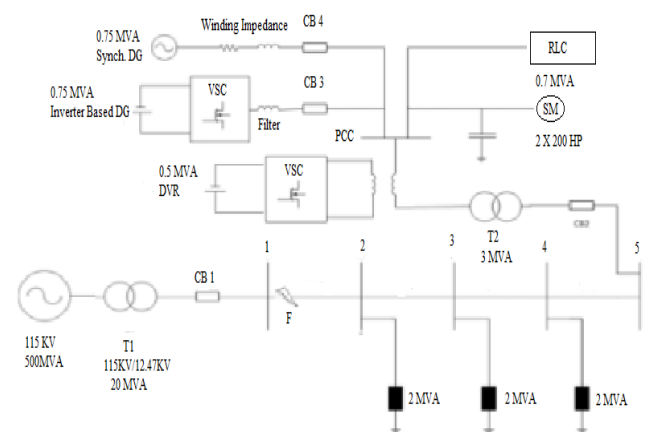 Winding Impedance
CB 4
0.75 MVA
Synch. DG
RLC
0.7 MVA
0.75 MVA
Inverter Based DG
VSC
CB 3
Filter
SM
2 X 200 HP
PCC
0.5 MVA
DVR
VSC
T2
3 MVA
1
2
3
4
5
CB 1
F
115 KV
500MVA
T1
115KV/12.47KV
20 MVA
2 MVA
2 MVA
2 MVA